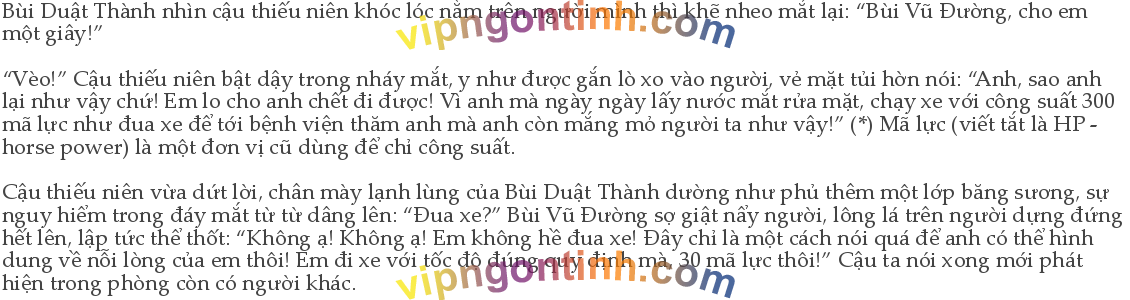 Bùi Duật Thành nhìn cậu thiếu niên khóc lóc nằm trên người mình thì khẽ nheo mắt lại: “Bùi Vũ Đường, cho em
một giây!”
“Vèo!” Cậu thiếu niên bật dậy trong nháy mắt, y như được gắn lò xo vào người, vẻ mặt tủi hờn nói: “Anh, sao anh
lại như vậy chứ! Em lo cho anh chết đi được! Vì anh mà ngày ngày lấy nước mắt rửa mặt, chạy xe với công suất 300
mã lực như đua xe để tới bệnh viện thăm anh mà anh còn mắng mỏ người ta như vậy!” (*) Mã lực (viết tắt là HP -
horse power) là một đơn vị cũ dùng để chỉ công suất.
Cậu thiếu niên vừa dứt lời, chân mày lạnh lùng của Bùi Duật Thành dường như phủ thêm một lớp băng sương, sự
nguy hiểm trong đáy mắt từ từ dâng lên: “Đua xe?” Bùi Vũ Đường sợ giật nẩy người, lông lá trên người dựng đứng
hết lên, lập tức thề thốt: “Không ạ! Không ạ! Em không hề đua xe! Đây chỉ là một cách nói quá để anh có thể hình
dung về nỗi lòng của em thôi! Em đi xe với tốc độ đúng quy định mà, 30 mã lực thôi!” Cậu ta nói xong mới phát
hiện trong phòng còn có người khác.
vipngontinh.com
vipngontinh.com